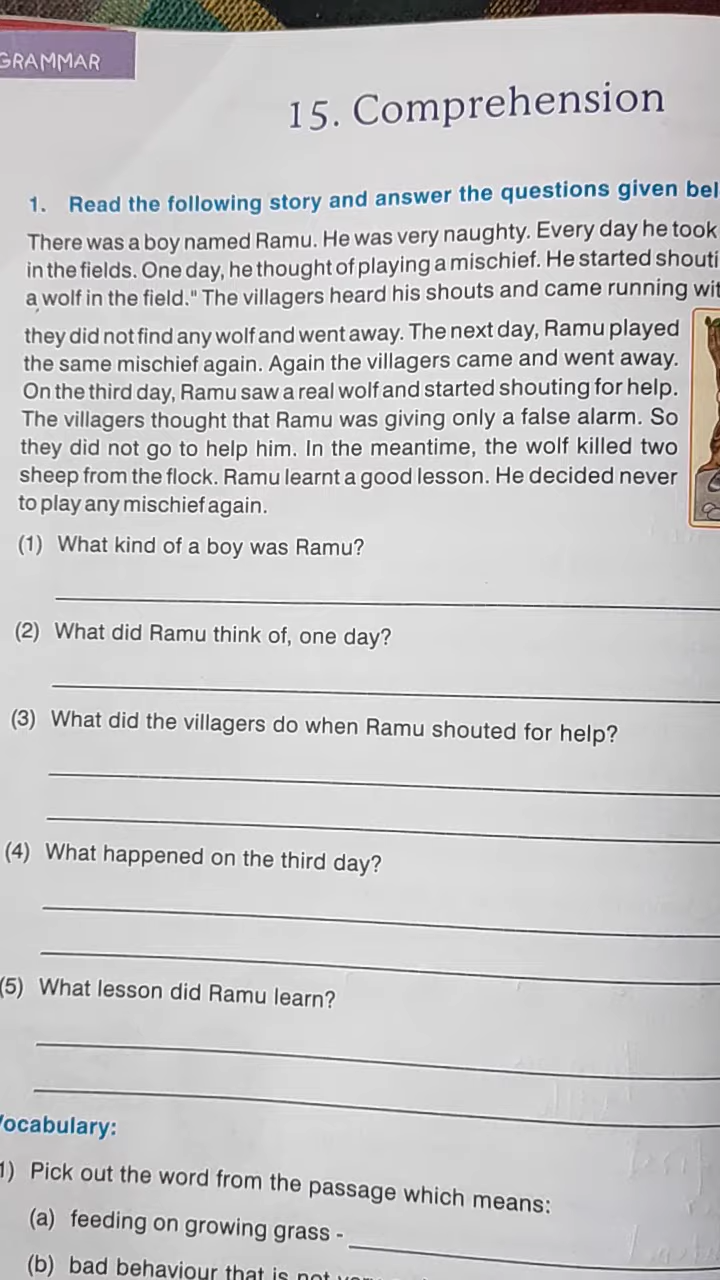 GRAMMAR
15. Comprehension
1. Read the following story and answer the questions given
There was a boy named Ramu. He was very naughty. Every day he took
in the fields. One day, he thought of playing a mischief. He started
a wolf in the field." The villagers heard his shouts and came running
they did not find any wolf and went away. The next day, Ramu played
the same mischief again. Again the villagers came and went away.
On the third day, Ramu saw a real wolf and started shouting for help.
The villagers thought that Ramu was giving only a false alarm. So
they did not go to help him. In the meantime, the wolf killed two
sheep from the flock. Ramu learnt a good lesson. He decided never
to play any mischief again.
(1) What kind of a boy was Ramu?
(2) What did Ramu think of, one day?
(3) What did the villagers do when Ramu shouted for help?
(4) What happened on the third day?
(5) What lesson did Ramu learn?
Vocabulary:
1) Pick out the word from the passage which means:
(a) feeding on growing grass -
(b) bad behaviour that is not